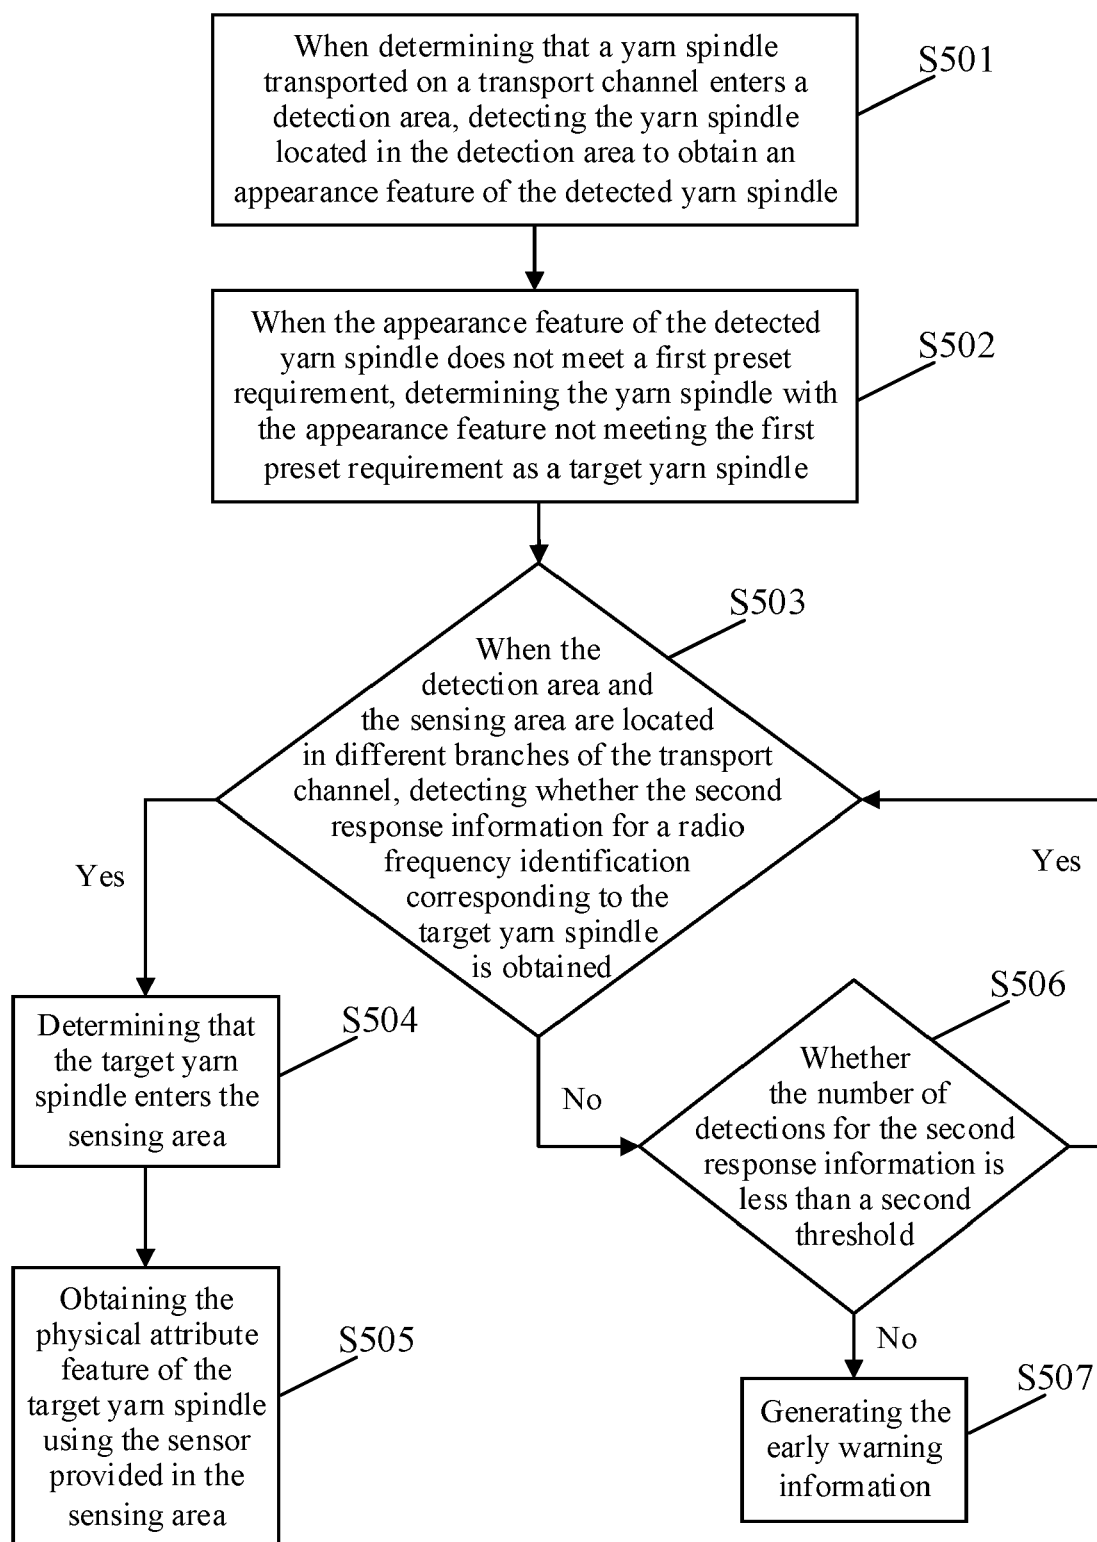 When determining that a yarn spindle
transported on a transport channel enters a
detection area, detecting the yarn spindle
located in the detection area to obtain an
appearance feature of the detected yarn spindle
S501
When the appearance feature of the detected
yarn spindle does not meet a first preset
requirement, determining the yarn spindle with
the appearance feature not meeting the first
preset requirement as a target yarn spindle
S502
S503
When the
detection area and
the sensing area are located
in different branches of the transport
channel, detecting whether the second
response information for a radio
frequency identification
corresponding to the
target yarn spindle
is obtained
Yes
Yes
No
S504
Determining that
the target yarn
spindle enters the
sensing area
S506
Whether
the number of
detections for the second
response information is
less than a second
threshold
S505
Obtaining the
physical attribute
feature of the
target yarn spindle
using the sensor
provided in the
sensing area
No
S507
Generating the
early warning
information